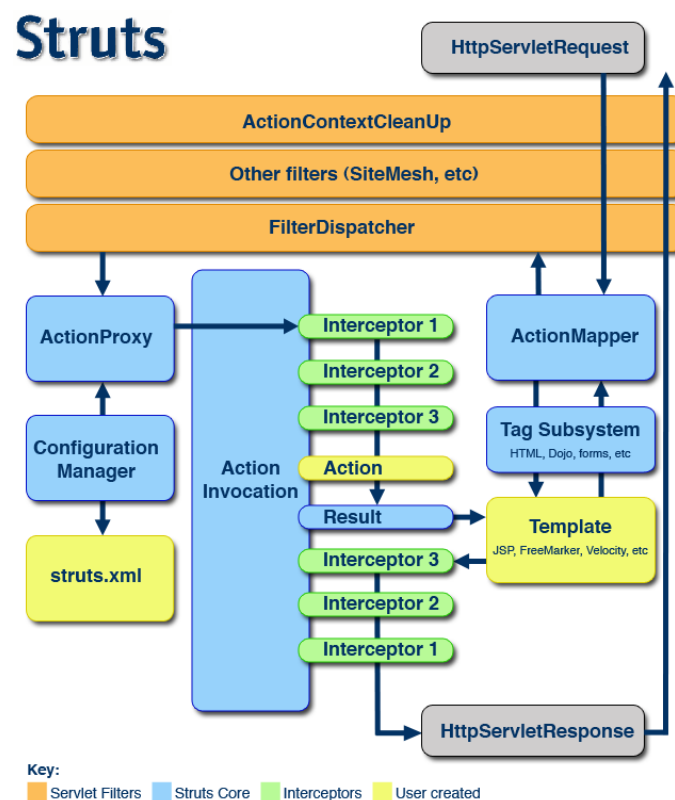 Struts
HttpServletRequest
ActionContextCleanUp
Other filters (SiteMesh, etc)
FilterDispatcher
ActionProxy
Interceptor 1
ActionMapper
Interceptor 2
Interceptor 3
Configuration
Manager
Tag Subsystem
HTML, Dojo, forms, etc
Action
Invocation
Action
Result
Template
JSP, FreeMarker, Velocity, etc
struts.xml
Interceptor 3
Interceptor 2
Interceptor 1
HttpServletResponse
Key:
Servlet Filters
Struts Core
Interceptors
User created